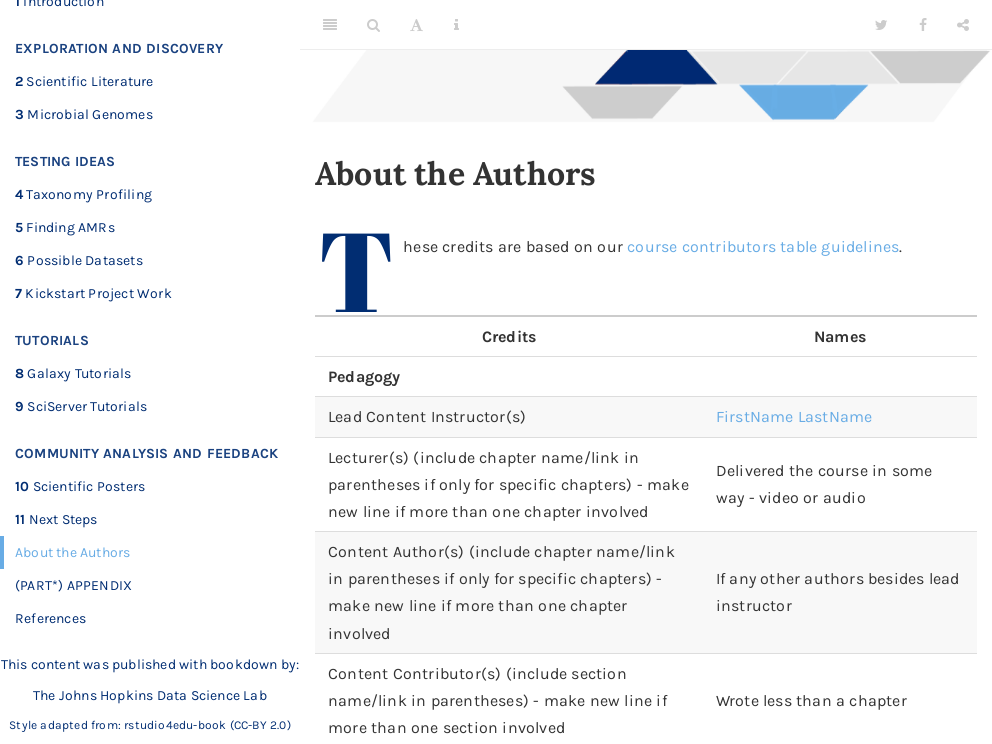 1 Introduction
EXPLORATION AND DISCOVERY
2 Scientific Literature
3 Microbial Genomes
TESTING IDEAS
4 Taxonomy Profiling
5 Finding AMRs
6 Possible Datasets
7 Kickstart Project Work
TUTORIALS
8 Galaxy Tutorials
9 SciServer Tutorials
COMMUNITY ANALYSIS AND FEEDBACK
10 Scientific Posters
11 Next Steps
About the Authors
(PART*) APPENDIX
References
This content was published with bookdown by:
The Johns Hopkins Data Science Lab
Style adapted from: rstudio4edu-book (CC-BY 2.0)
About the Authors
These credits are based on our course contributors table guidelines.
Credits Names
Pedagogy
Lead Content Instructor(s) FirstName LastName
Lecturer(s) (include chapter name/link in
parentheses if only for specific chapters) - make
new line if more than one chapter involved
Delivered the course in some
way - video or audio
Content Author(s) (include chapter name/link
in parentheses if only for specific chapters) -
make new line if more than one chapter
involved
If any other authors besides lead
instructor
Content Contributor(s) (include section
name/link in parentheses) - make new line if
more than one section involved
Wrote less than a chapter